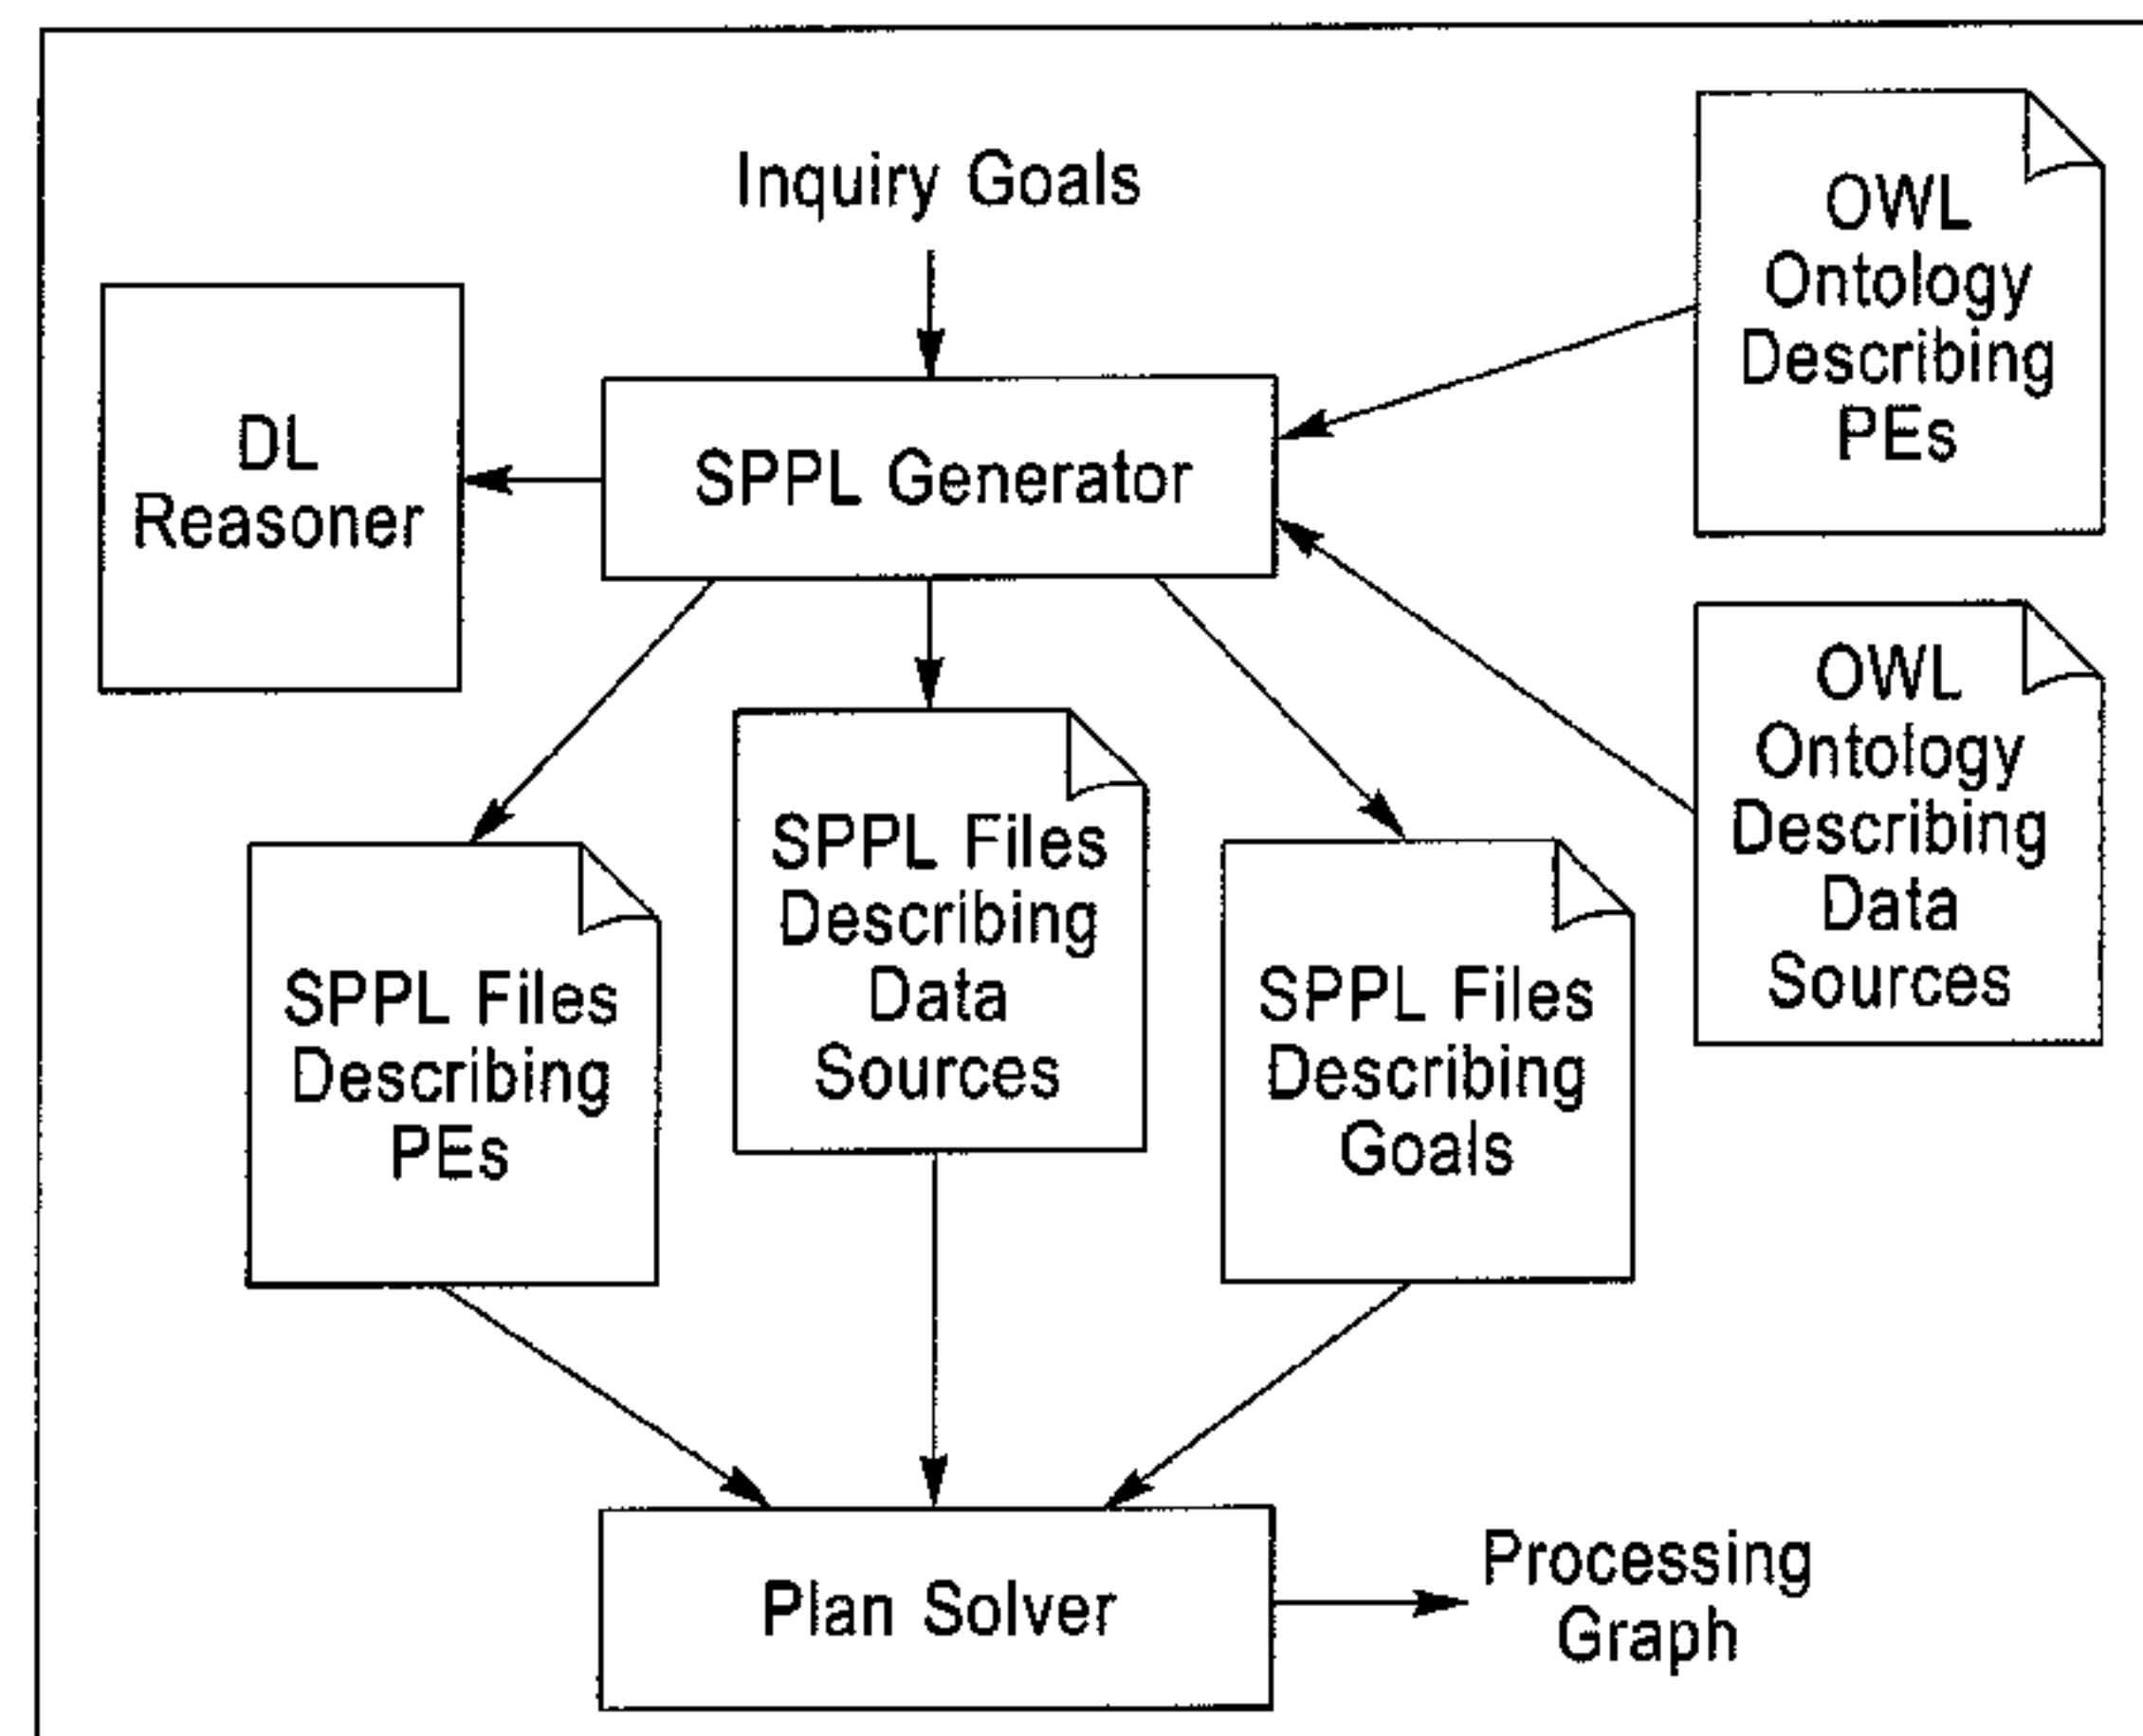 Inquiry Goals
OWL
Ontology
Describing
PEs
DL
Reasoner
SPPL Generator
OWL
Ontology
Describing
Data
Sources
SPPL Files
Describing
PEs
SPPL Files
Describing
Data
Sources
SPPL Files
Describing
Goals
Plan Solver
Processing
Graph